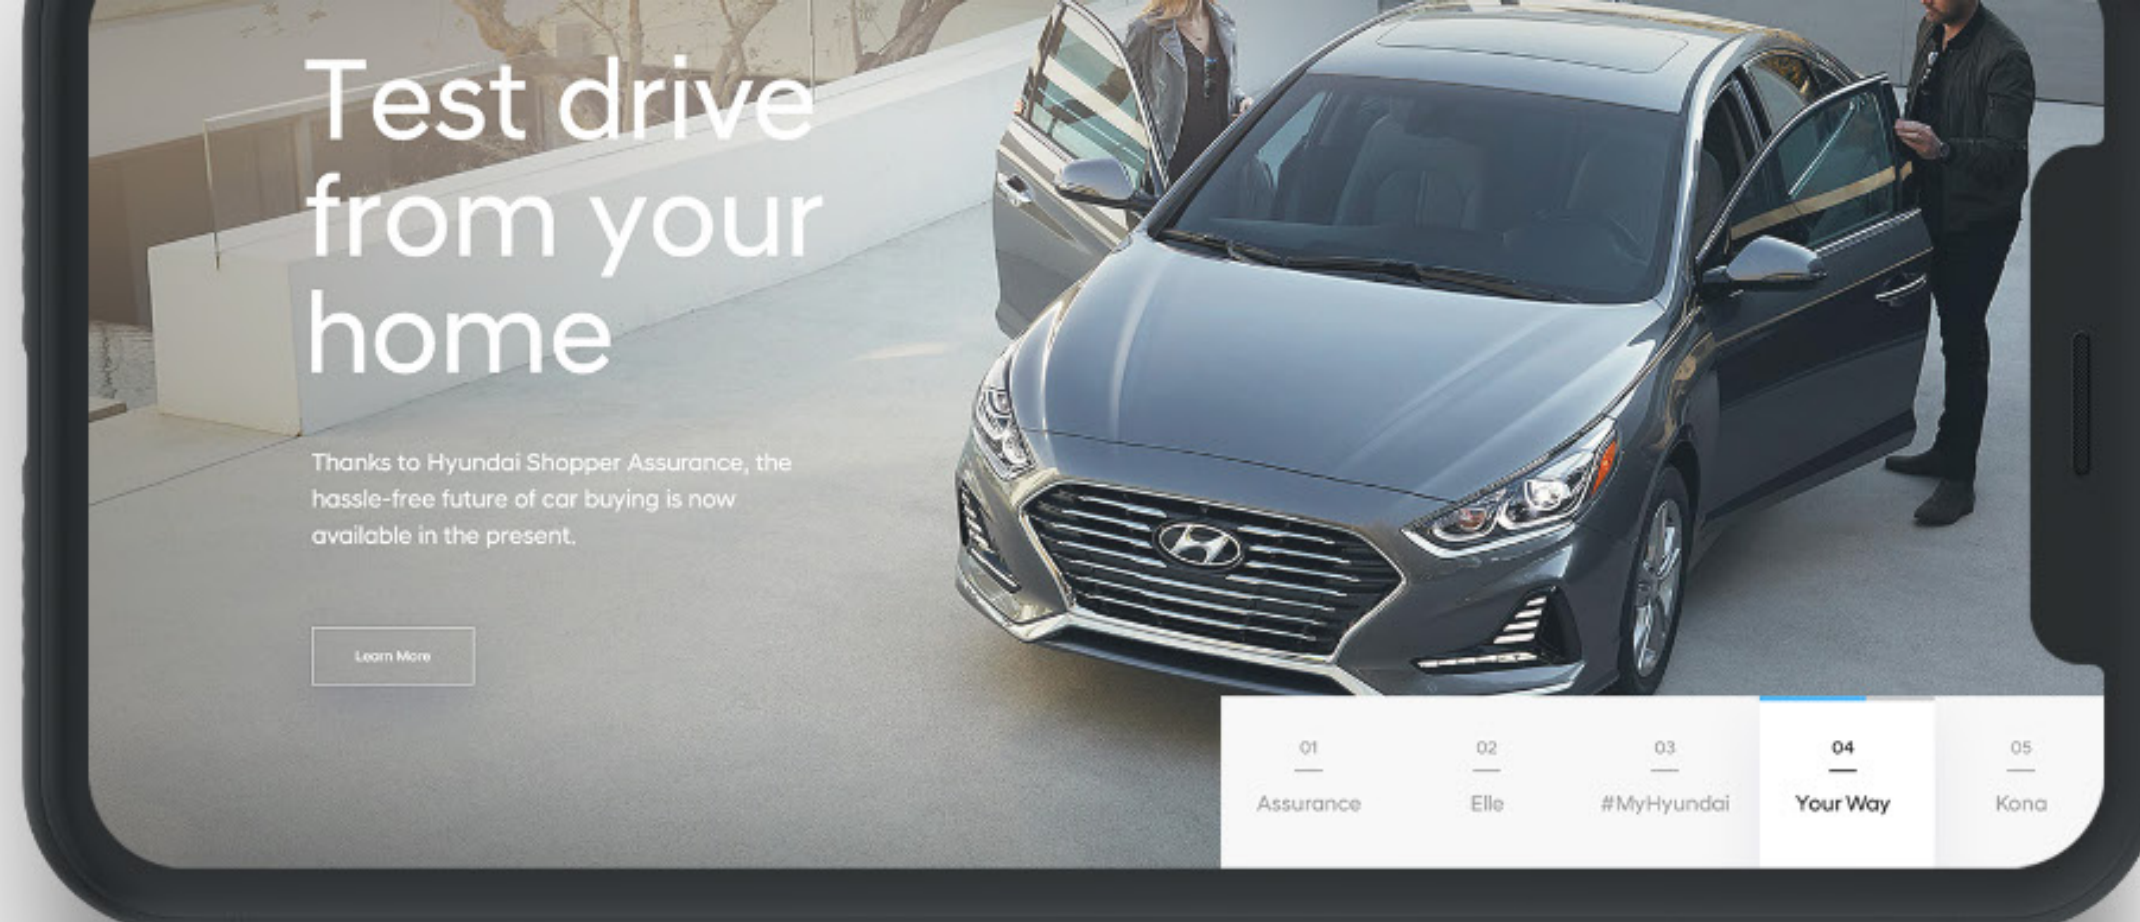 Test drive
from your
home
Thanks to Hyundai Shopper Assurance, the
hassle-free future of car buying is now
available in the present.
Learn More
01
Assurance
02
Elle
03
#MyHyundai
04
Your Way
05
Kona